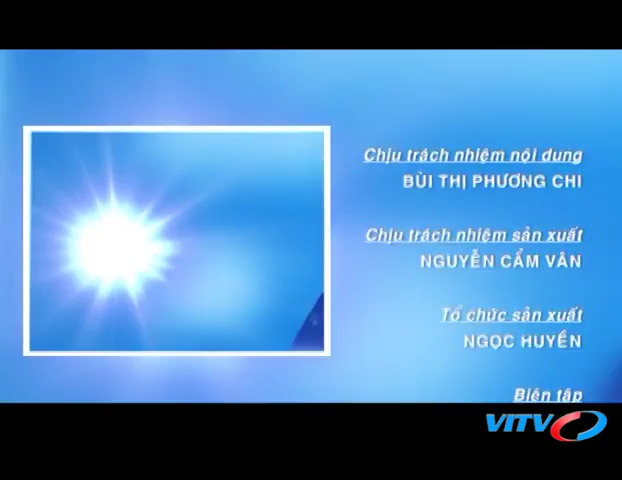 Chịu trách nhiệm nội dung
BÙI THỊ PHƯƠNG CHI
Chịu trách nhiệm sản xuất
NGUYỄN CẨM VÂN
Tổ chức sản xuất
NGỌC HUYỀN
Biên tập
VITV